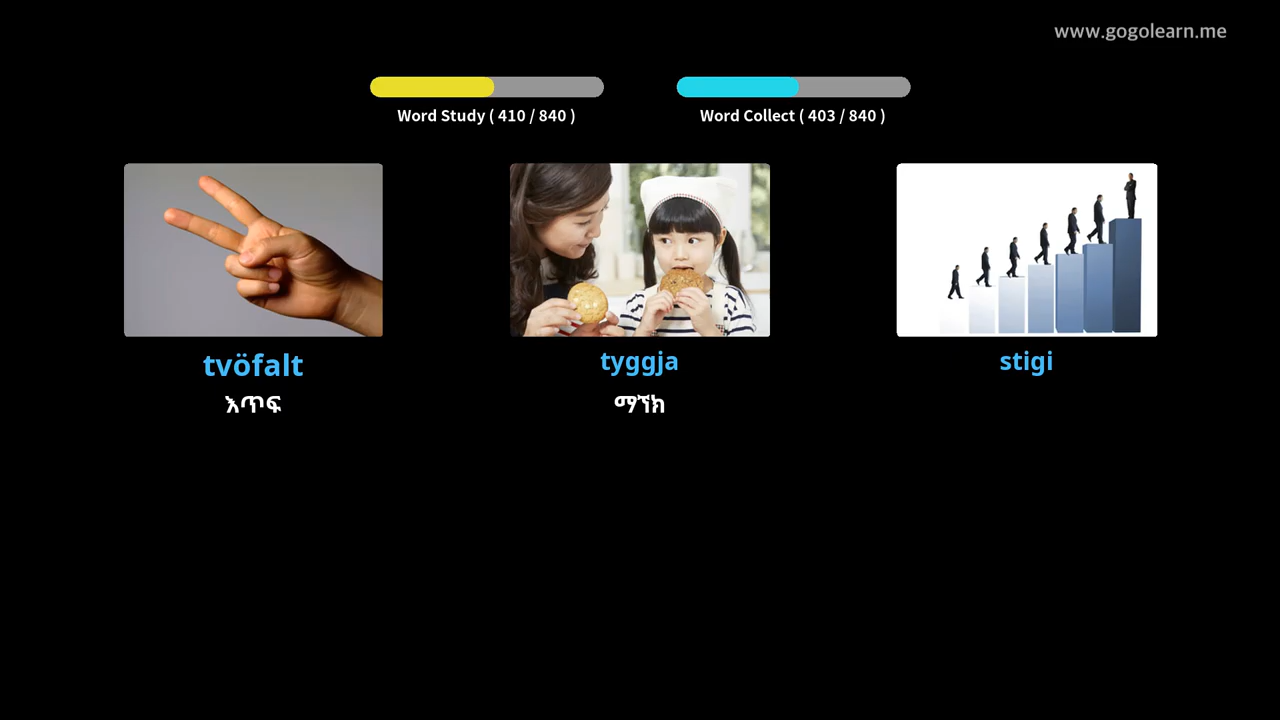 www.gogolearn.me
Word Study ( 410 / 840 )
Word Collect ( 403 / 840 )
tvöfalt
tyggja
stigi
እጥፍ
ማኘክ